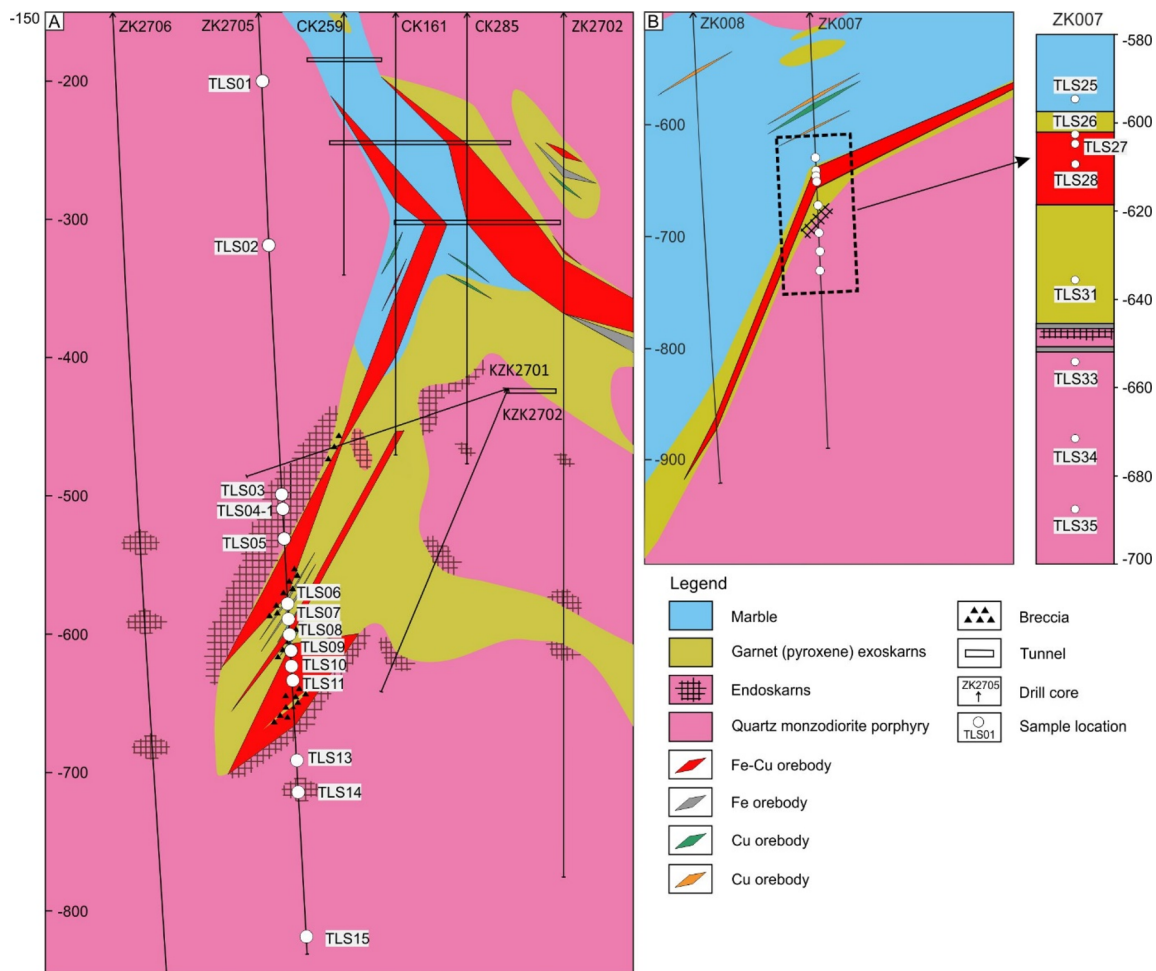 -150
A
ZK2706
ZK2705
CK259
CK161
CK285
ZK2702
-200
-300
-400
-500
-600
-700
-800
TLS01
TLS02
KZK2701
KZK2702
TLS03
TLS04-1
TLS05
TLS06
TLS07
TLS08
TLS09
TLS10
TLS11
TLS13
TLS14
TLS15
B
ZK008
ZK007
-600
-700
-800
-900
ZK007
-580
-600
-620
-640
-660
-680
-700
TLS25
TLS26
TLS27
TLS28
TLS31
TLS33
TLS34
TLS35
Legend
Marble
Garnet (pyroxene) exoskarns
Endoskarns
Quartz monzodiorite porphyry
Fe-Cu orebody
Fe orebody
Cu orebody
Cu orebody
Breccia
Tunnel
ZK2705
Drill core
TLS01
Sample location